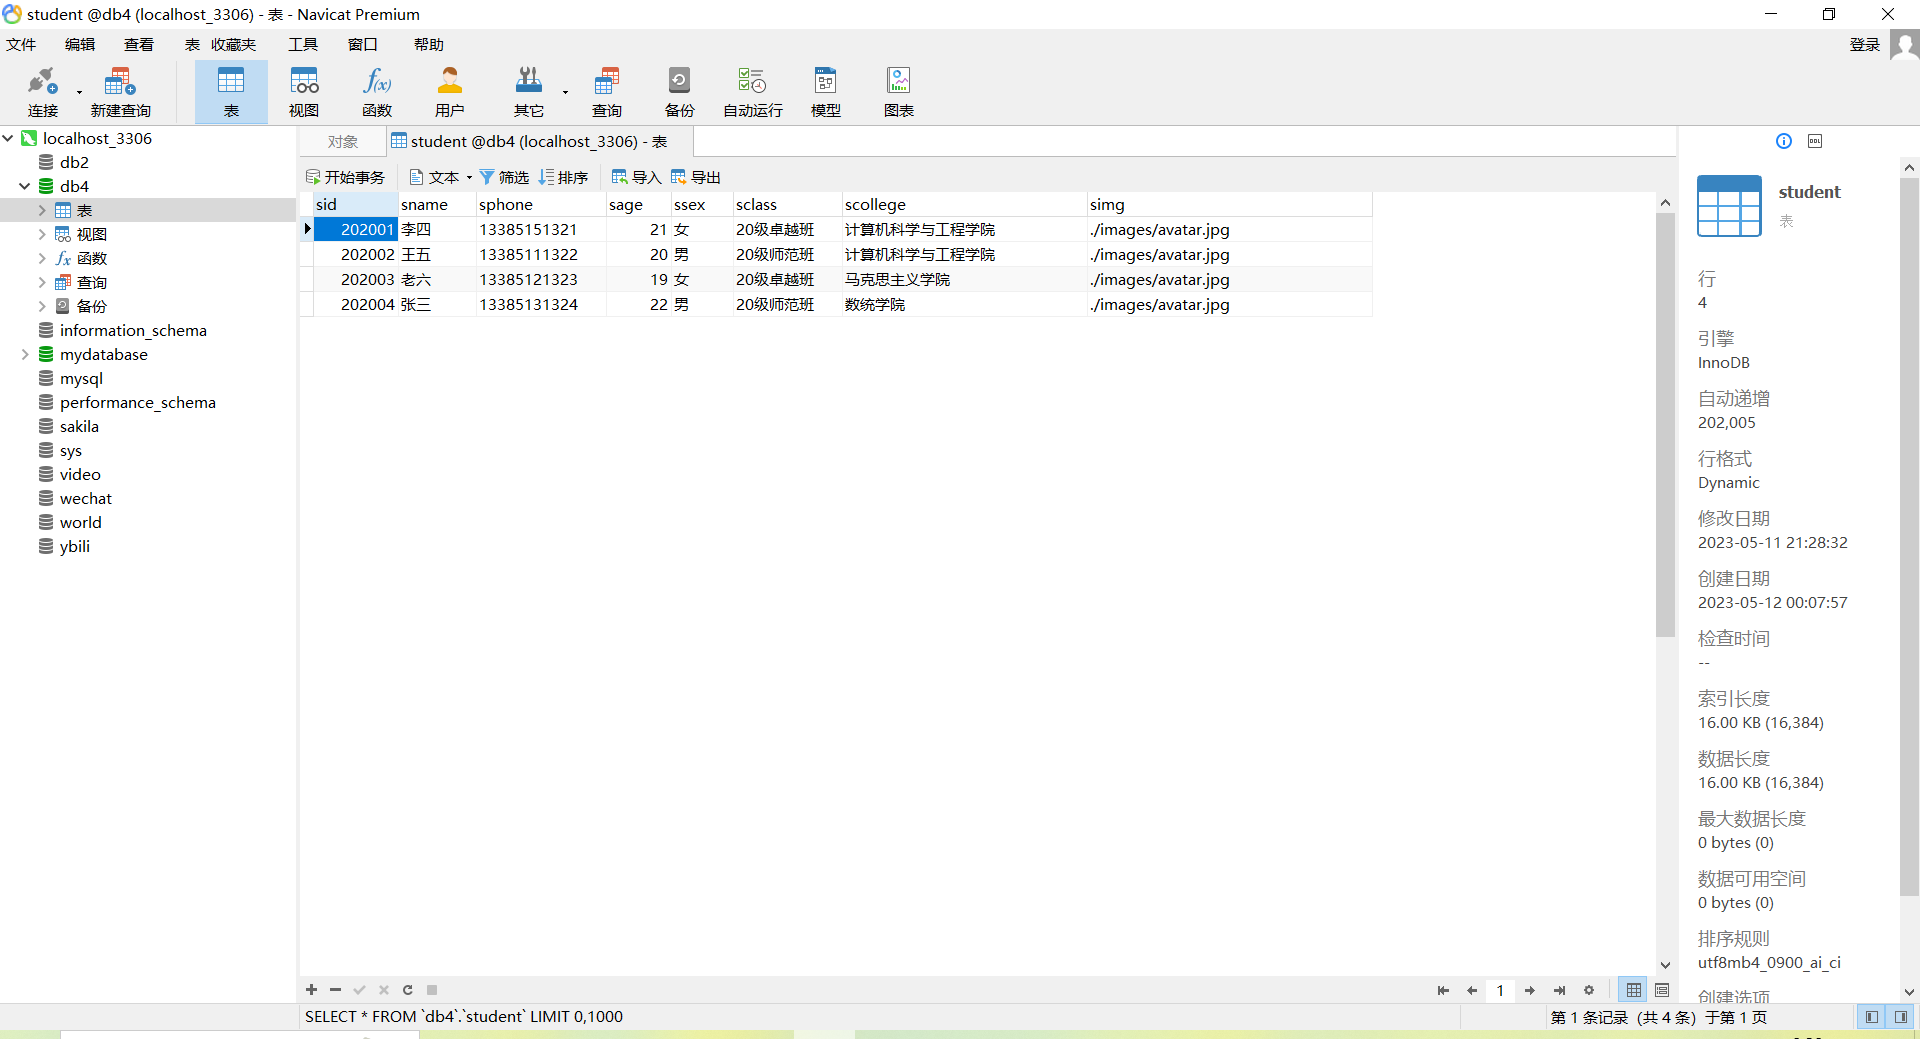 student @db4 (localhost_3306) - 表 - Navicat Premium
文件 编辑 查看 表 收藏夹 工具 窗口 帮助 登录
连接 新建查询 表 视图 函数 用户 其它 查询 备份 自动运行 模型 图表
localhost_3306
db2
db4
表
视图
函数
查询
备份
information_schema
mydatabase
mysql
performance_schema
sakila
sys
video
wechat
world
ybili
对象 student @db4 (localhost_3306) - 表
开始事务 文本 筛选 排序 导入 导出
sid sname sphone sage ssex sclass scollege simg
202001 李四 13385151321 21 女 20级卓越班 计算机科学与工程学院 ./images/avatar.jpg
202002 王五 13385111322 20 男 20级师范班 计算机科学与工程学院 ./images/avatar.jpg
202003 老六 13385121323 19 女 20级卓越班 马克思主义学院 ./images/avatar.jpg
202004 张三 13385131324 22 男 20级师范班 数统学院 ./images/avatar.jpg
1
SELECT * FROM `db4`.`student` LIMIT 0,1000
第 1 条记录 (共 4 条) 于第 1 页
DDL
student
表
行
4
引擎
InnoDB
自动递增
202,005
行格式
Dynamic
修改日期
2023-05-11 21:28:32
创建日期
2023-05-12 00:07:57
检查时间
--
索引长度
16.00 KB (16,384)
数据长度
16.00 KB (16,384)
最大数据长度
0 bytes (0)
数据可用空间
0 bytes (0)
排序规则
utf8mb4_0900_ai_ci
创建选项